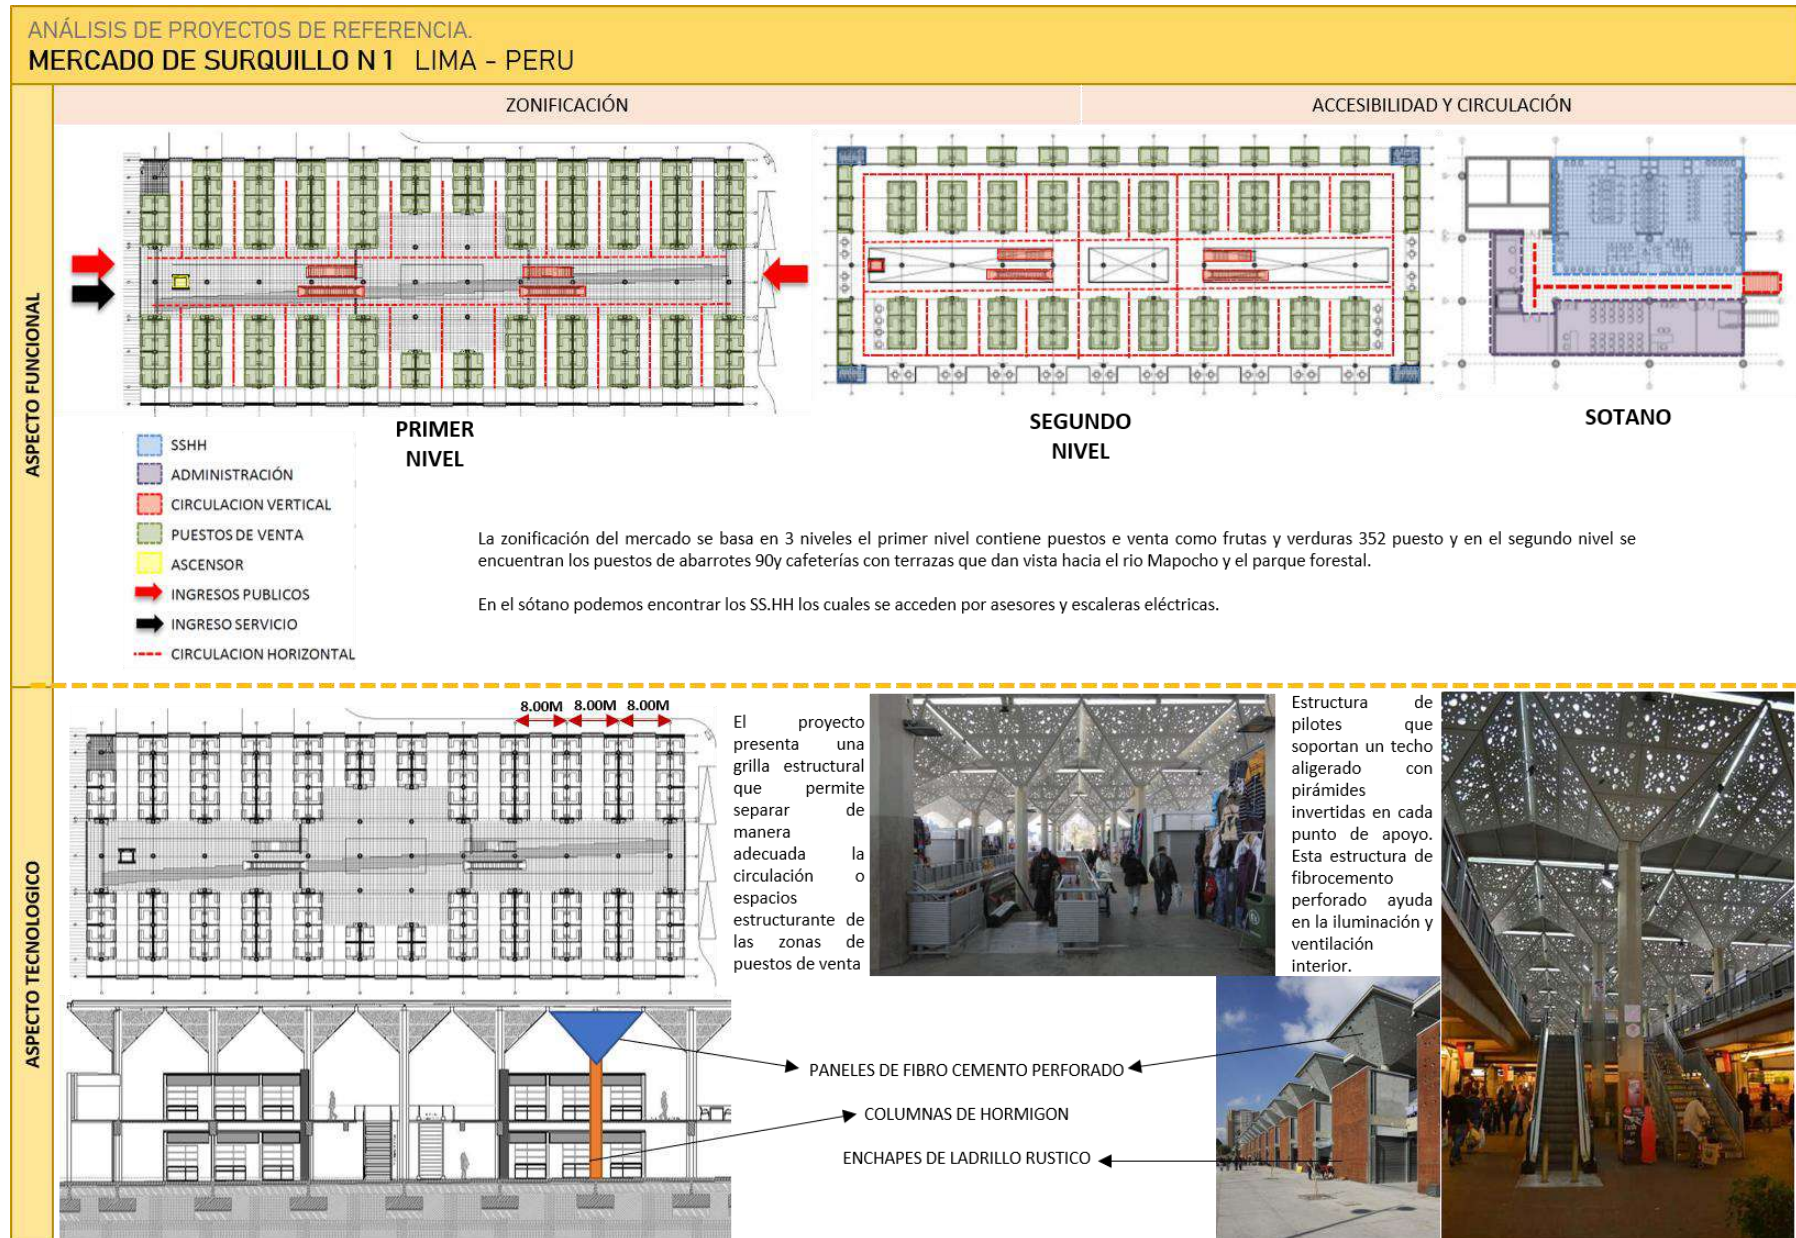 ANÁLISIS DE PROYECTOS DE REFERENCIA.
MERCADO DE SURQUILLO N 1 LIMA - PERU
ZONIFICACIÓN
ACCESIBILIDAD Y CIRCULACIÓN
ASPECTO FUNCIONAL
PRIMER
NIVEL
SEGUNDO
NIVEL
SOTANO
SSHH
ADMINISTRACIÓN
CIRCULACION VERTICAL
PUESTOS DE VENTA
ASCENSOR
INGRESOS PUBLICOS
INGRESO SERVICIO
CIRCULACION HORIZONTAL
La zonificación del mercado se basa en 3 niveles el primer nivel contiene puestos e venta como frutas y verduras 352 puesto y en el segundo nivel se
encuentran los puestos de abarrotes 90y cafeterías con terrazas que dan vista hacia el rio Mapocho y el parque forestal.
En el sótano podemos encontrar los SS.HH los cuales se acceden por asesores y escaleras eléctricas.
ASPECTO TECNOLOGICO
8.00M 8.00M 8.00M
El proyecto
presenta una
grilla estructural
que permite
separar de
manera
adecuada la
circulación o
espacios
estructurante de
las zonas de
puestos de venta
Estructura de
pilotes que
soportan un techo
aligerado con
pirámides
invertidas en cada
punto de apoyo.
Esta estructura de
fibrocemento
perforado ayuda
en la iluminación y
ventilación
interior.
PANELES DE FIBRO CEMENTO PERFORADO
COLUMNAS DE HORMIGON
ENCHAPES DE LADRILLO RUSTICO